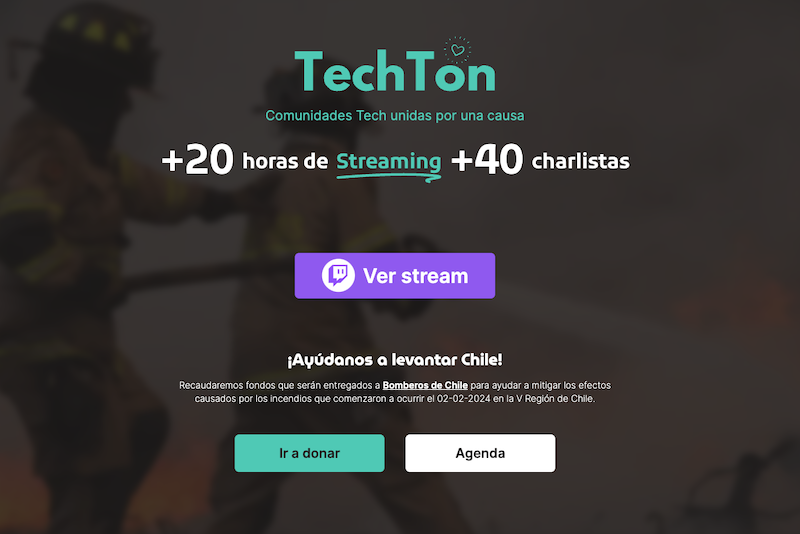 TechTon
Comunidades Tech unidas por una causa
+20 horas de Streaming +40 charlistas
Ver stream
¡Ayúdanos a levantar Chile!
Recaudaremos fondos que serán entregados a Bomberos de Chile para ayudar a mitigar los efectos
causados por los incendios que comenzaron a ocurrir el 02-02-2024 en la V Región de Chile.
Ir a donar Agenda